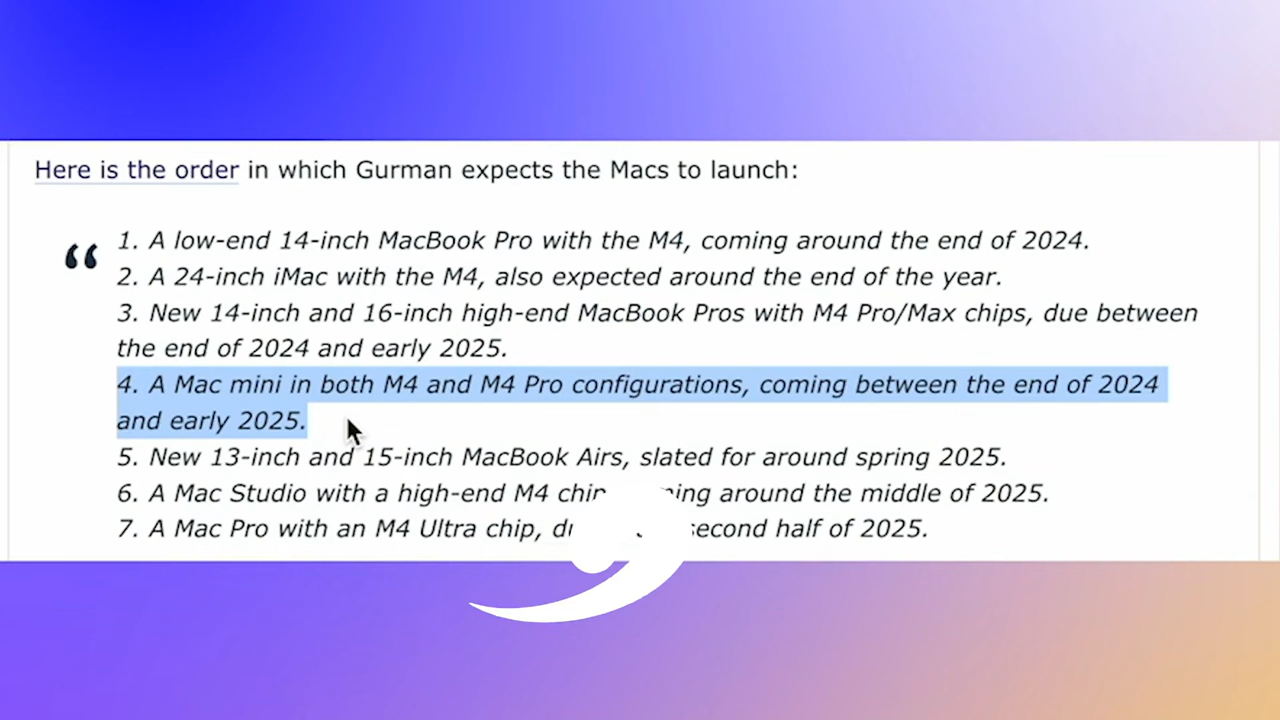 Here is the order in which Gurman expects the Macs to launch:
“
1. A low-end 14-inch MacBook Pro with the M4, coming around the end of 2024.
2. A 24-inch iMac with the M4, also expected around the end of the year.
3. New 14-inch and 16-inch high-end MacBook Pros with M4 Pro/Max chips, due between
the end of 2024 and early 2025.
4. A Mac mini in both M4 and M4 Pro configurations, coming between the end of 2024
and early 2025.
5. New 13-inch and 15-inch MacBook Airs, slated for around spring 2025.
6. A Mac Studio with a high-end M4 around the middle of 2025.
7. A Mac Pro with an M4 Ultra chip, second half of 2025.